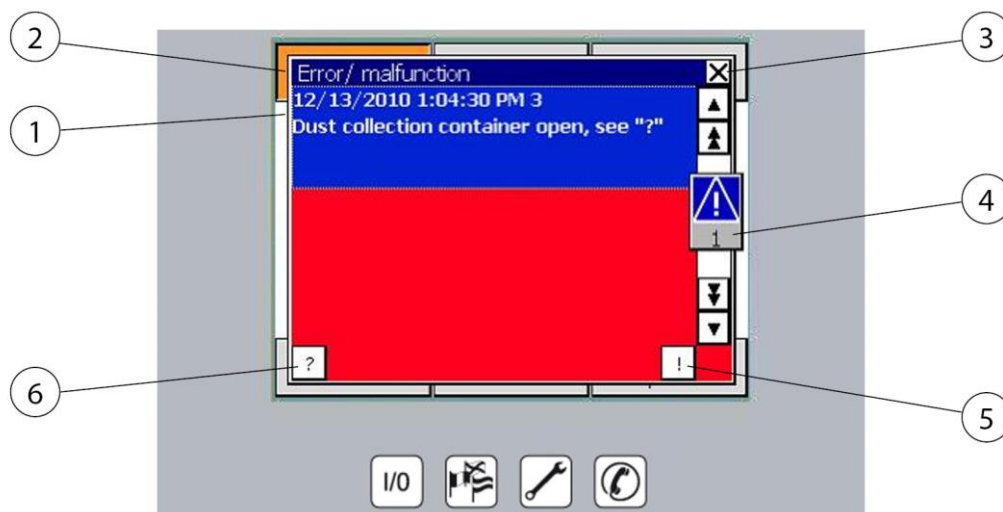 2
3
Error/ malfunction
12/13/2010 1:04:30 PM 3
1
Dust collection container open, see "?"
!
4
1
? !
6
5
I/0